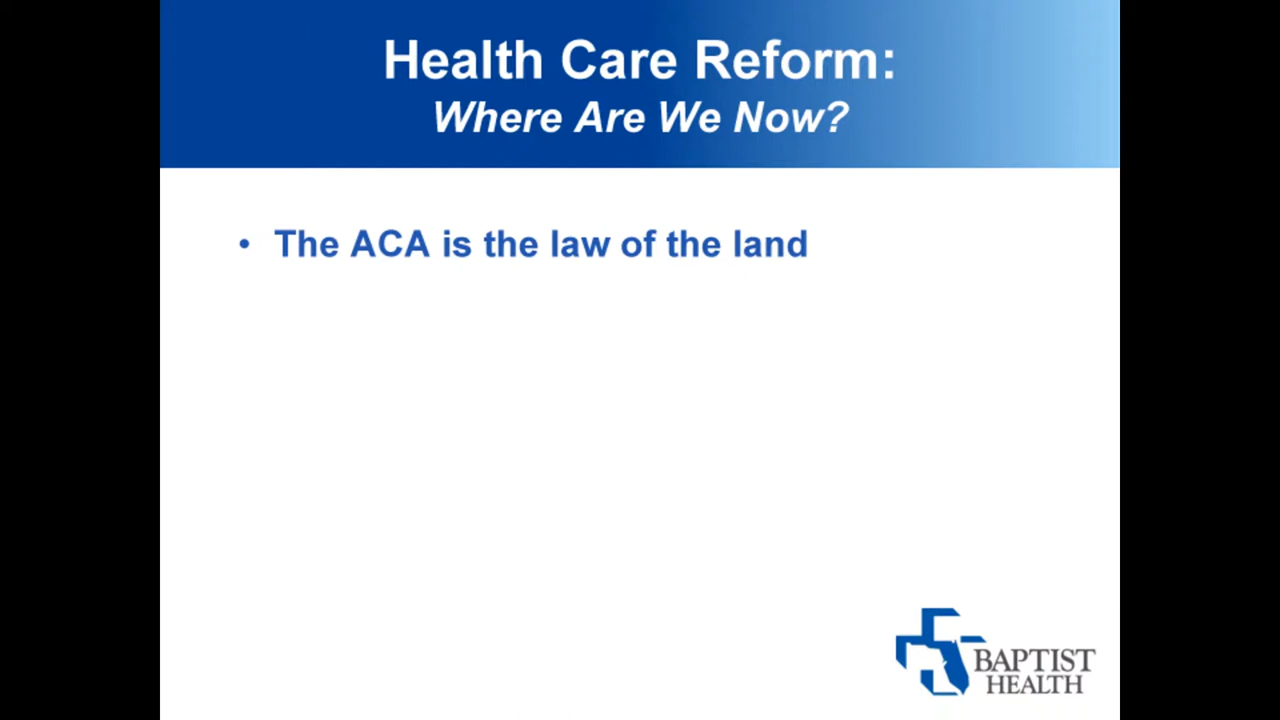 Health Care Reform:
Where Are We Now?
• The ACA is the law of the land
BAPTIST
HEALTH